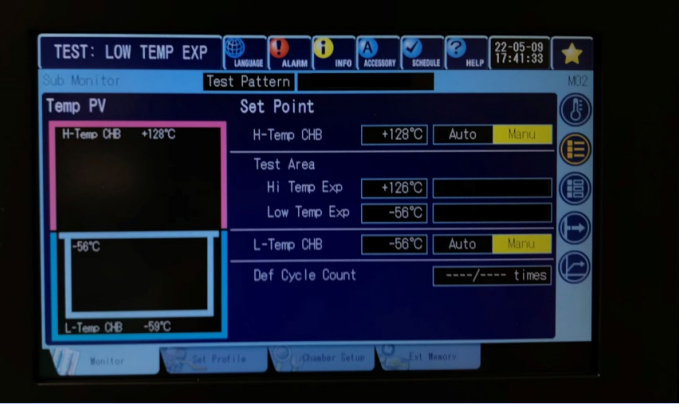 TEST: LOW TEMP EXP
LANGUAGE ALARM INFO ACCESSORY SCHEDULE HELP
22-05-09
17:41:33
Sub Monitor Test Pattern M02
Temp PV
H-Temp CHB +128°C
-56°C
L-Temp CHB -59°C
Set Point
H-Temp CHB +128°C Auto Manu
Test Area
Hi Temp Exp +126°C
Low Temp Exp -56°C
L-Temp CHB -56°C Auto Manu
Def Cycle Count ----/---- times
Monitor Set Profile Chamber Setup Ext Memory